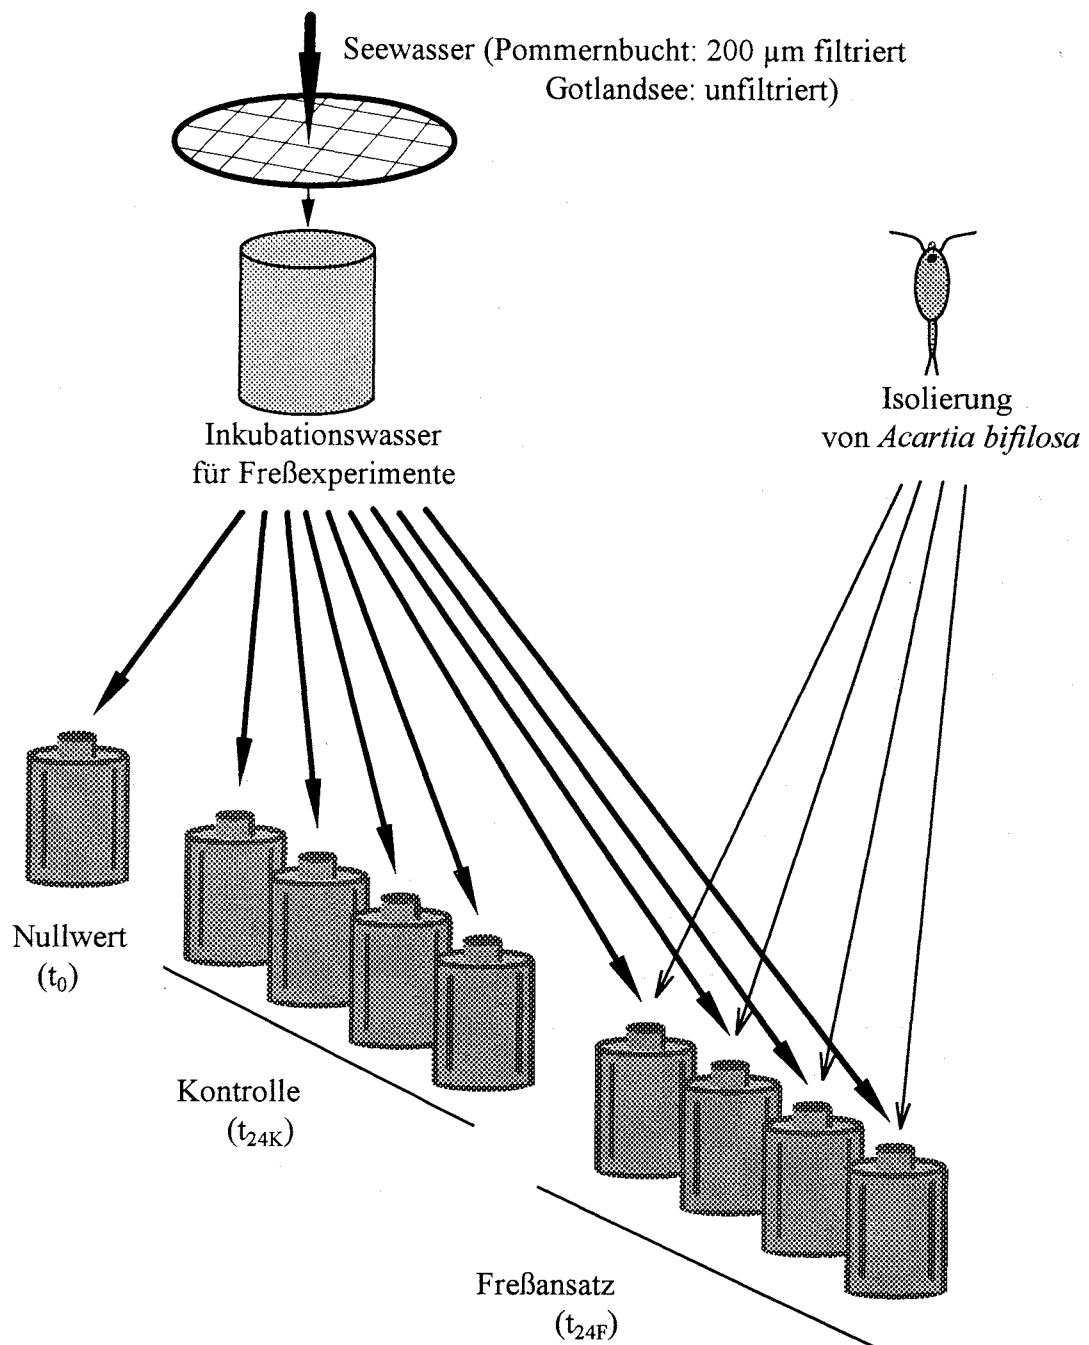 Seewasser (Pommernbucht: 200 µm filtriert
Gotlandsee: unfiltriert)
Isolierung
von Acartia bifilosa
Inkubationswasser
für Freßexperimente
Nullwert
(t0)
Kontrolle
(t24K)
Freßansatz
(t24F)